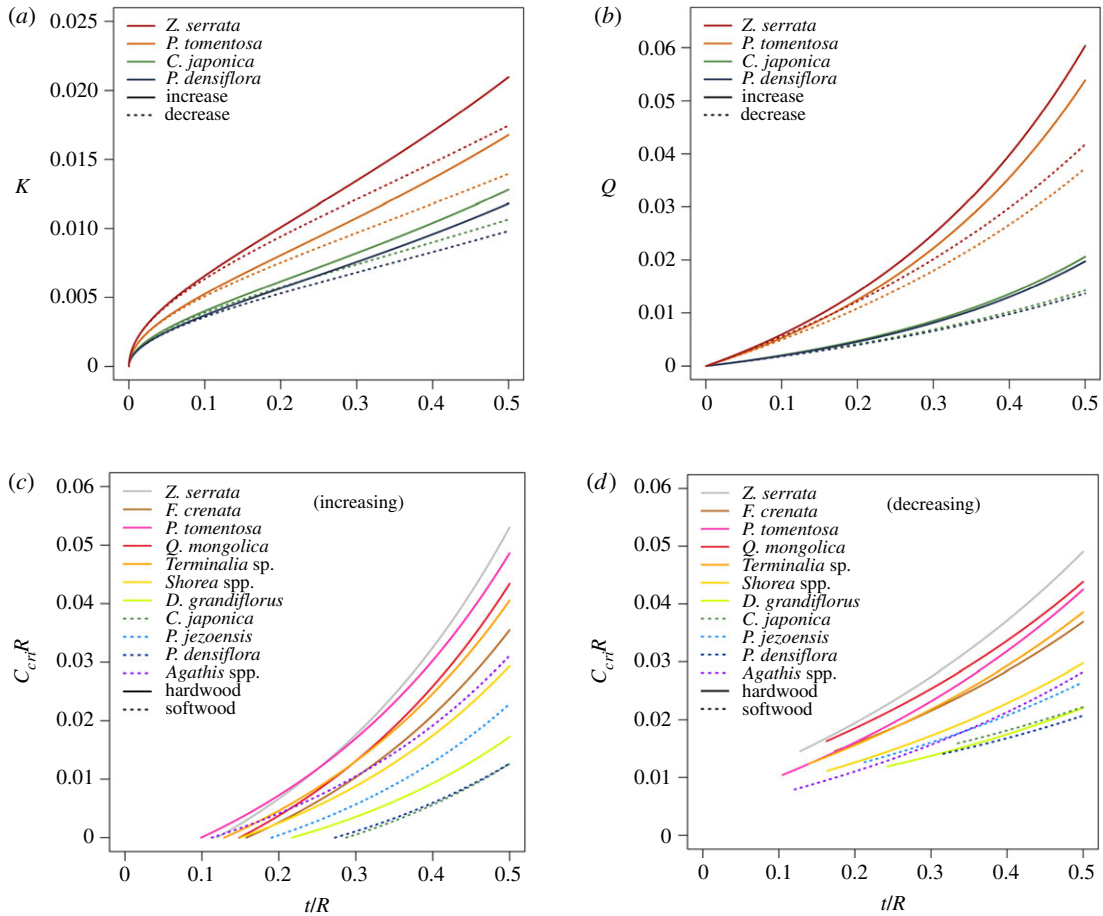 (a)
0.025
0.020
0.015
0.010
0.005
0
K
Z. serrata
P. tomentosa
C. japonica
P. densiflora
increase
decrease
0 0.1 0.2 0.3 0.4 0.5
(b)
0.06
0.05
0.04
0.03
0.02
0.01
0
Q
Z. serrata
P. tomentosa
C. japonica
P. densiflora
increase
decrease
0 0.1 0.2 0.3 0.4 0.5
(c)
0.06
0.05
0.04
0.03
0.02
0.01
0
CcriR
(increasing)
Z. serrata
F. crenata
P. tomentosa
Q. mongolica
Terminalia sp.
Shorea spp.
D. grandiflorus
C. japonica
P. jezoensis
P. densiflora
Agathis spp.
hardwood
softwood
0 0.1 0.2 0.3 0.4 0.5
t/R
(d)
0.06
0.05
0.04
0.03
0.02
0.01
0
CcriR
(decreasing)
Z. serrata
F. crenata
P. tomentosa
Q. mongolica
Terminalia sp.
Shorea spp.
D. grandiflorus
C. japonica
P. jezoensis
P. densiflora
Agathis spp.
hardwood
softwood
0 0.1 0.2 0.3 0.4 0.5
t/R